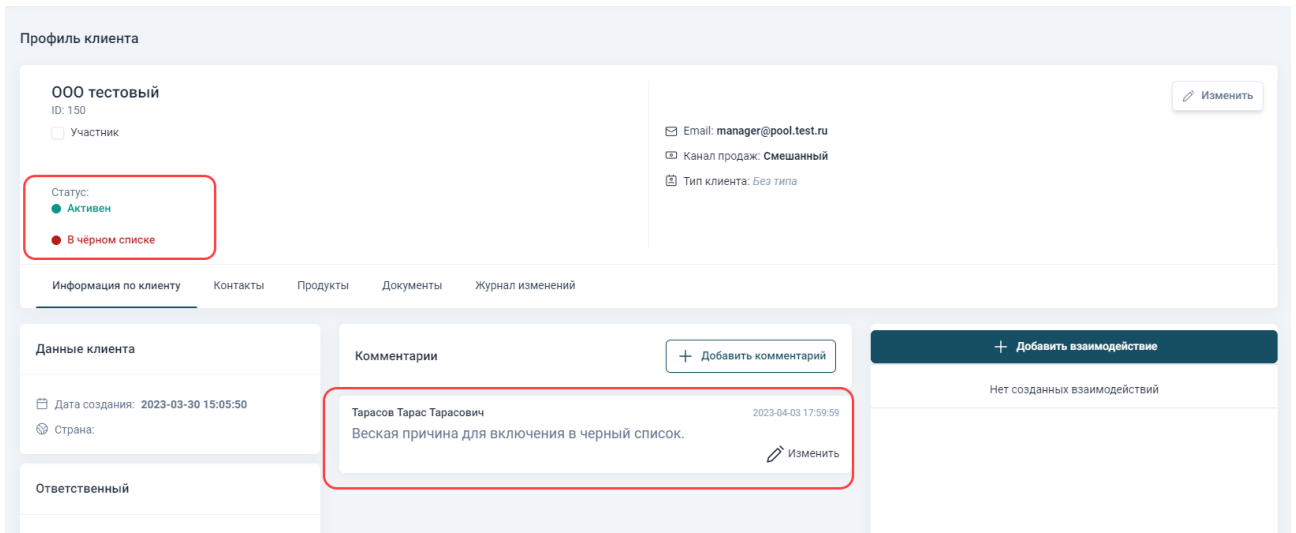 Профиль клиента
ООО тестовый
ID: 150
Участник
Статус:
Активен
В чёрном списке
Email: manager@pool.test.ru
Канал продаж: Смешанный
Тип клиента: Без типа
Изменить
Информация по клиенту Контакты Продукты Документы Журнал изменений
Данные клиента
Дата создания: 2023-03-30 15:05:50
Страна:
Ответственный
Комментарии
Добавить комментарий
Тарасов Тарас Тарасович 2023-04-03 17:59:59
Веская причина для включения в черный список.
Изменить
Добавить взаимодействие
Нет созданных взаимодействий